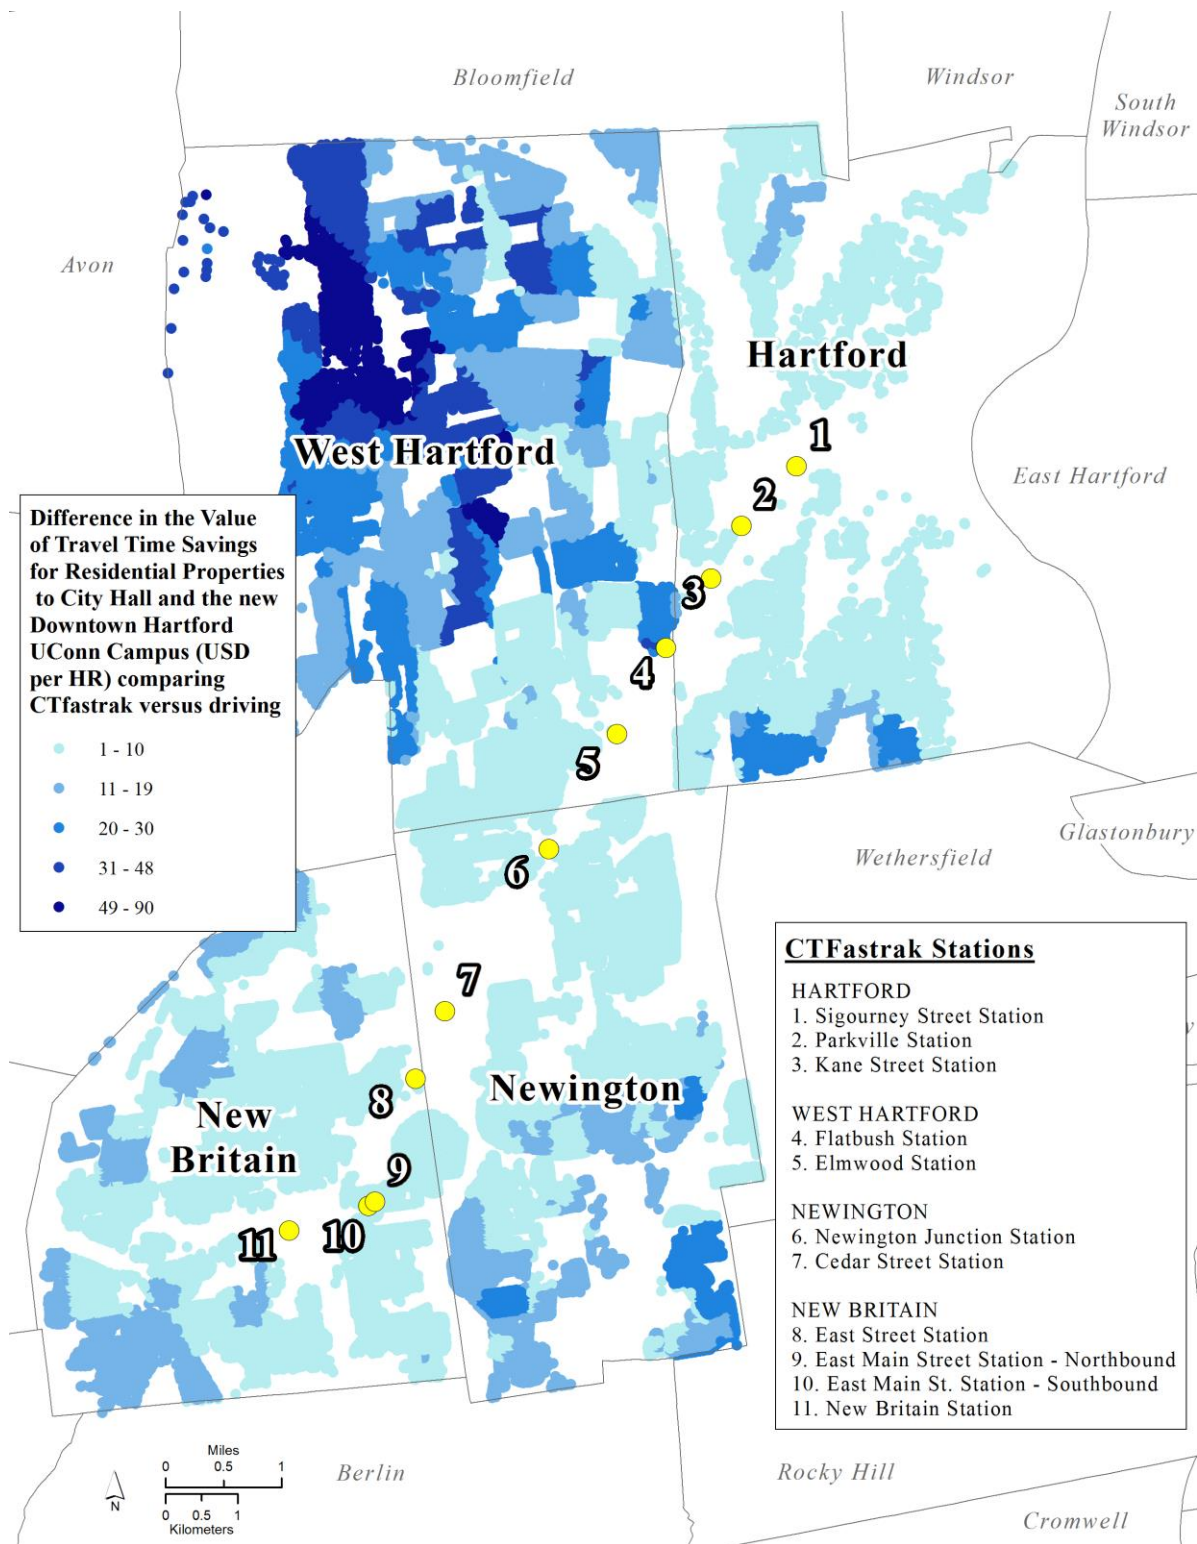 Bloomfield
Windsor
South
Windsor
Avon
Hartford
West Hartford
1
2
East Hartford
3
4
5
Difference in the Value
of Travel Time Savings
for Residential Properties
to City Hall and the new
Downtown Hartford
UConn Campus (USD
per HR) comparing
CTfastrak versus driving
1 - 10
11 - 19
20 - 30
31 - 48
49 - 90
Glastonbury
Wethersfield
6
7
8
Newington
New
Britain
9
10
11
CTFastrak Stations
HARTFORD
1. Sigourney Street Station
2. Parkville Station
3. Kane Street Station
WEST HARTFORD
4. Flatbush Station
5. Elmwood Station
NEWINGTON
6. Newington Junction Station
7. Cedar Street Station
NEW BRITAIN
8. East Street Station
9. East Main Street Station - Northbound
10. East Main St. Station - Southbound
11. New Britain Station
Miles
0 0.5 1
0 0.5 1
Kilometers
N
Berlin
Rocky Hill
Cromwell